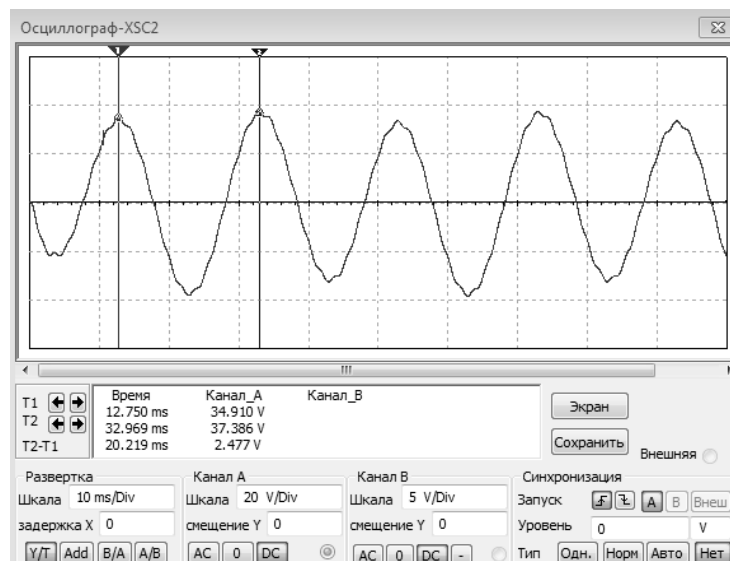 Осциллограф-XSC2
1 2
T1 Время Канал_A Канал_B
12.750 ms 34.910 V
T2 32.969 ms 37.386 V
T2-T1 20.219 ms 2.477 V
Экран
Сохранить
Внешняя
Развертка Канал A Канал B Синхронизация
Шкала 10 ms/Div Шкала 20 V/Div Шкала 5 V/Div Запуск A B Внеш
задержка X 0 смещение Y 0 смещение Y 0 Уровень 0 V
Y/T Add B/A A/B AC 0 DC AC 0 DC - Тип Одн. Норм Авто Нет